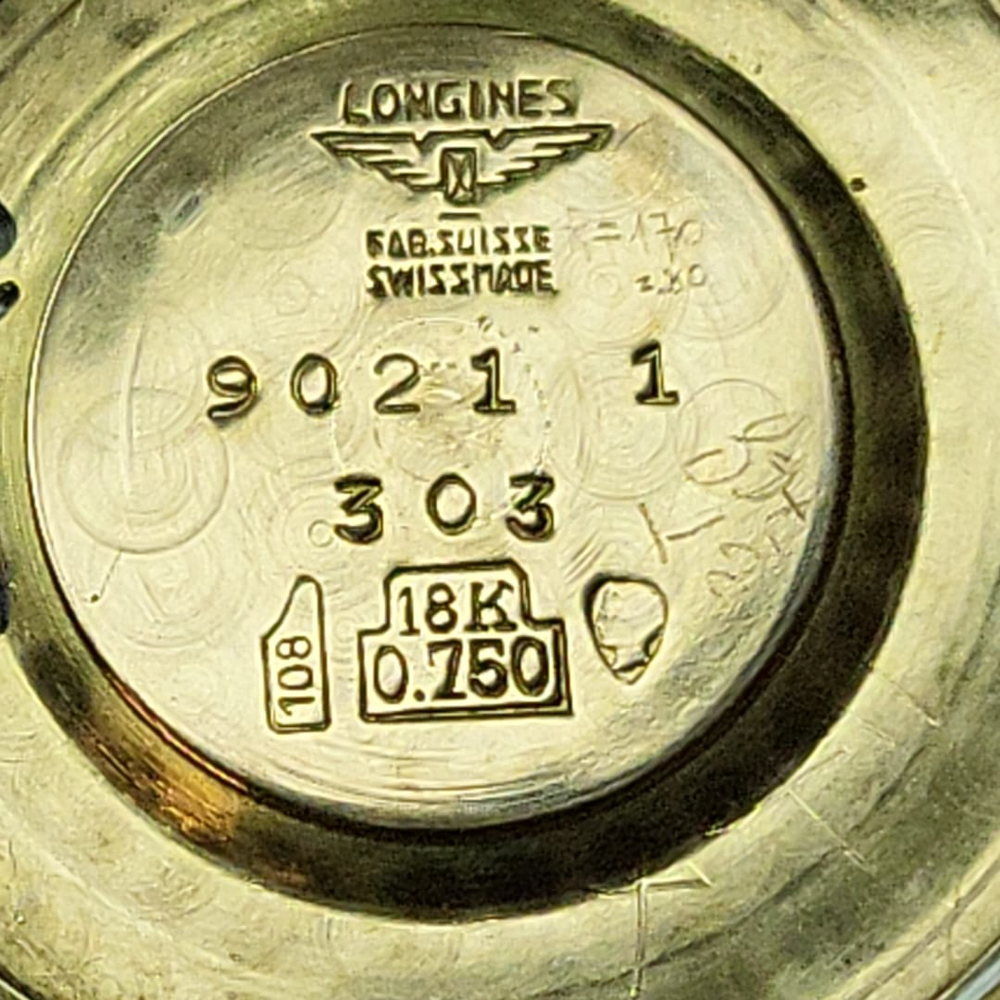 LONGINES
FAB.SUISSE
SWISS MADE
9021 1
303
108
18K
0.750